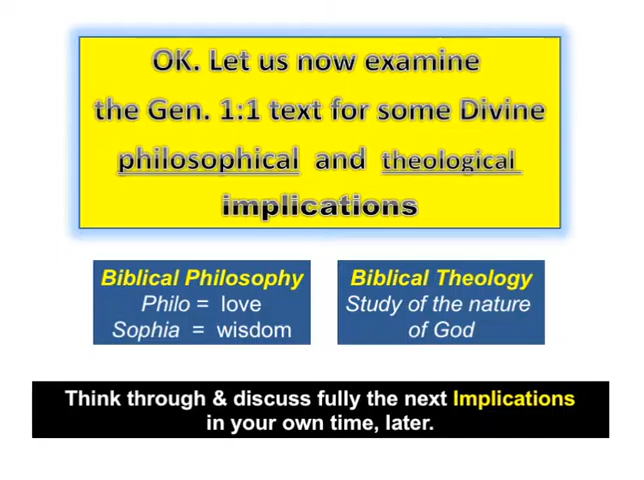 OK. Let us now examine
the Gen. 1:1 text for some Divine
philosophical and theological
implications
Biblical Philosophy
Philo = love
Sophia = wisdom
Biblical Theology
Study of the nature
of God
Think through & discuss fully the next Implications
in your own time, later.